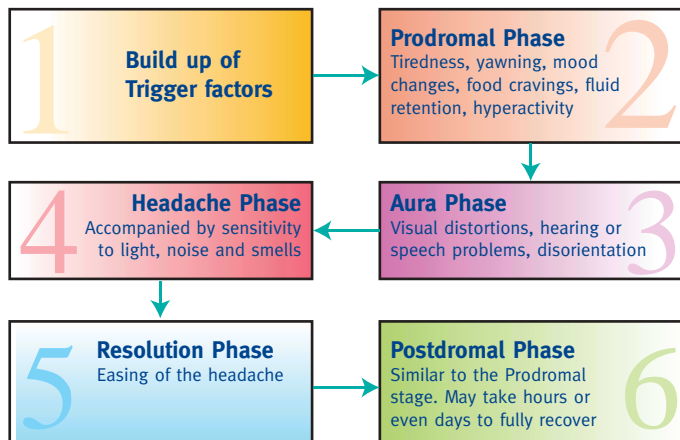 1
Build up of
Trigger factors
2
Prodromal Phase
Tiredness, yawning, mood
changes, food cravings, fluid
retention, hyperactivity
3
Aura Phase
Visual distortions, hearing or
speech problems, disorientation
4
Headache Phase
Accompanied by sensitivity
to light, noise and smells
5
Resolution Phase
Easing of the headache
6
Postdromal Phase
Similar to the Prodromal
stage. May take hours or
even days to fully recover